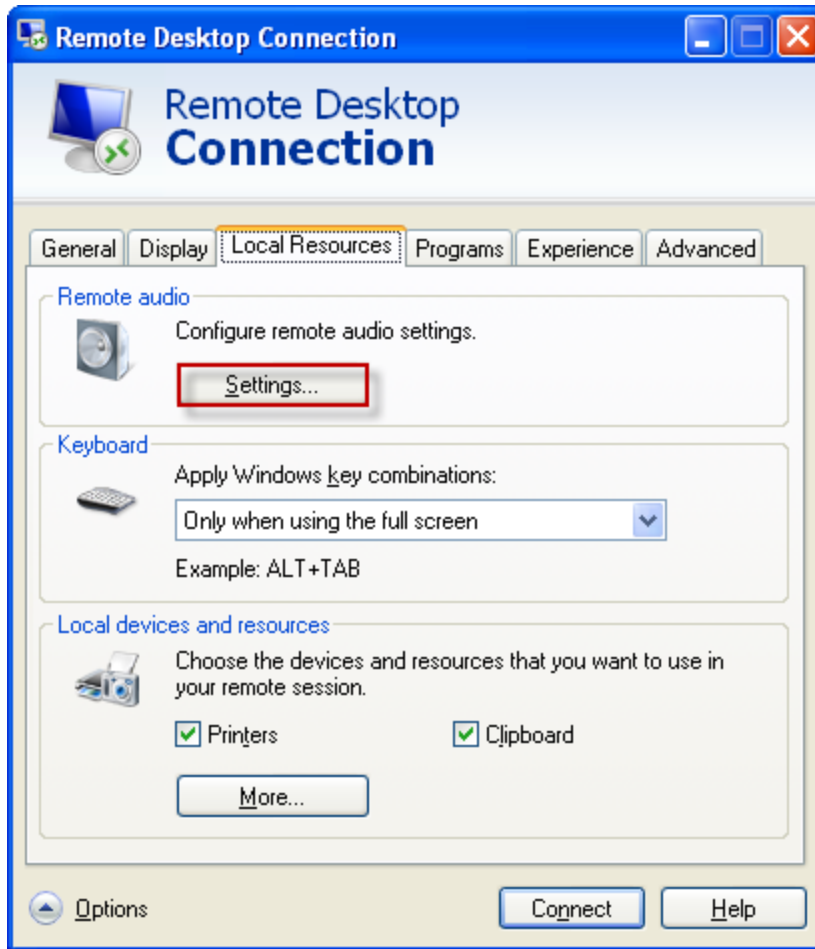 Remote Desktop Connection
Remote Desktop
Connection
General Display Local Resources Programs Experience Advanced
Remote audio
Configure remote audio settings.
Settings...
Keyboard
Apply Windows key combinations:
Only when using the full screen
Example: ALT+TAB
Local devices and resources
Choose the devices and resources that you want to use in
your remote session.
Printers Clipboard
More...
Options Connect Help